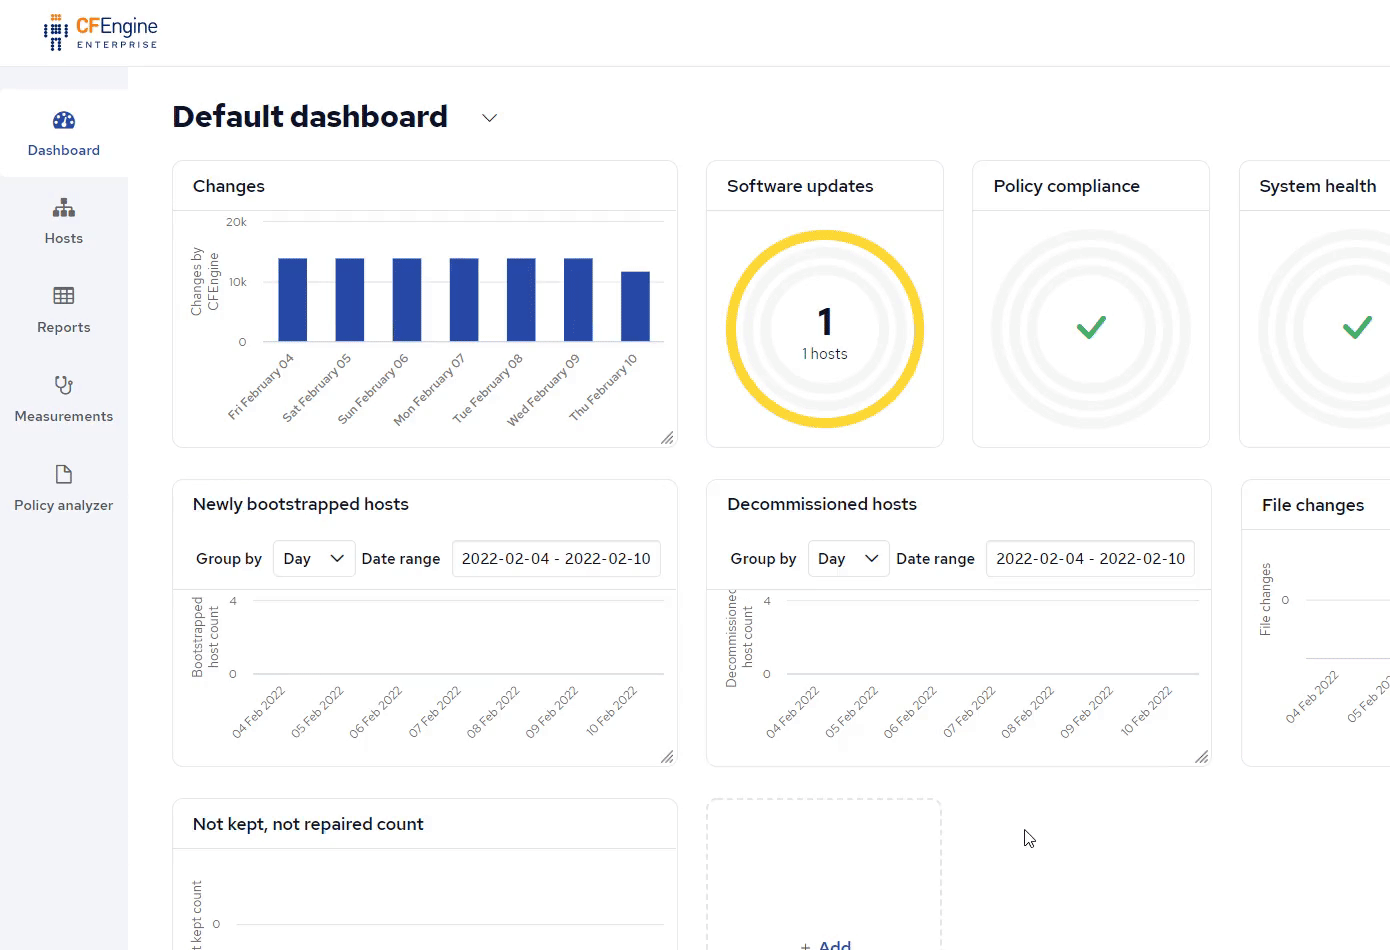 CFEngine
ENTERPRISE
Dashboard
Hosts
Reports
Measurements
Policy analyzer
Default dashboard
Changes
Changes by
CFEngine
20k
10k
0
Fri February 04
Sat February 05
Sun February 06
Mon February 07
Tue February 08
Wed February 09
Thu February 10
Software updates
1
1 hosts
Policy compliance
System health
Newly bootstrapped hosts
Group by
Day
Date range
2022-02-04 - 2022-02-10
Bootstrapped
host count
4
0
04 Feb 2022
05 Feb 2022
06 Feb 2022
07 Feb 2022
08 Feb 2022
09 Feb 2022
10 Feb 2022
Decommissioned hosts
Group by
Day
Date range
2022-02-04 - 2022-02-10
Decommissioned
host count
4
0
04 Feb 2022
05 Feb 2022
06 Feb 2022
07 Feb 2022
08 Feb 2022
09 Feb 2022
10 Feb 2022
File changes
File changes
0
04 Feb 2022
05 Feb 202
Not kept, not repaired count
t kept count
0
+ Add